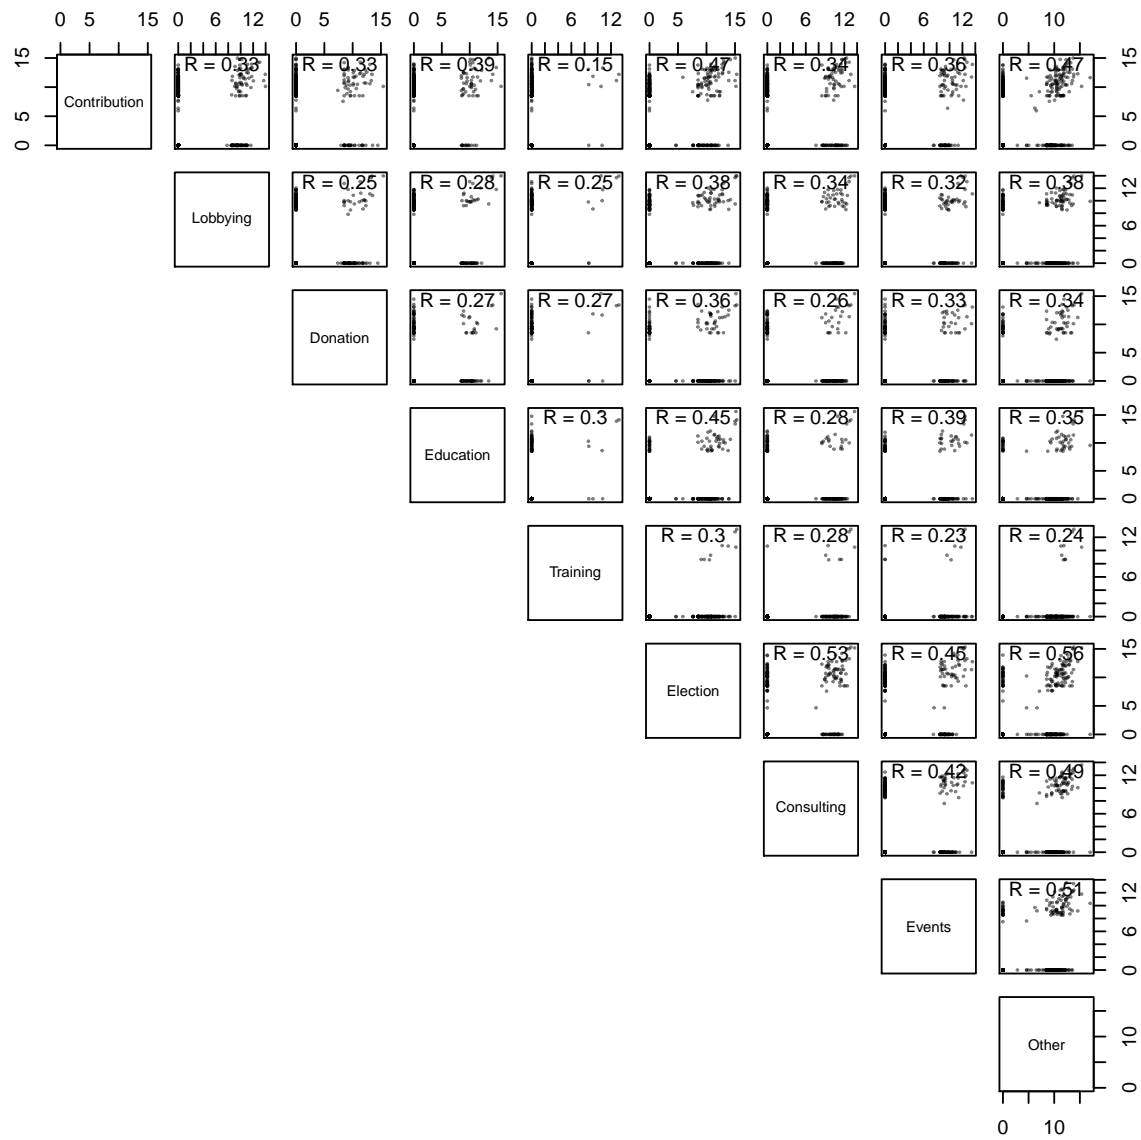 0 5 15 0 6 12 0 5 15 0 5 15 0 6 12 0 5 15 0 6 12 0 6 12 0 10
0 5 15 Contribution R = 0.33 R = 0.33 R = 0.39 R = 0.15 R = 0.47 R = 0.34 R = 0.36 R = 0.47 0 5 15
Lobbying R = 0.25 R = 0.28 R = 0.25 R = 0.38 R = 0.34 R = 0.32 R = 0.38 0 6 12
Donation R = 0.27 R = 0.27 R = 0.36 R = 0.26 R = 0.33 R = 0.34 0 5 15
Education R = 0.3 R = 0.45 R = 0.28 R = 0.39 R = 0.35 0 5 15
Training R = 0.3 R = 0.28 R = 0.23 R = 0.24 0 6 12
Election R = 0.53 R = 0.45 R = 0.56 0 5 15
Consulting R = 0.42 R = 0.49 0 6 12
Events R = 0.51 0 6 12
Other 0 10
0 10